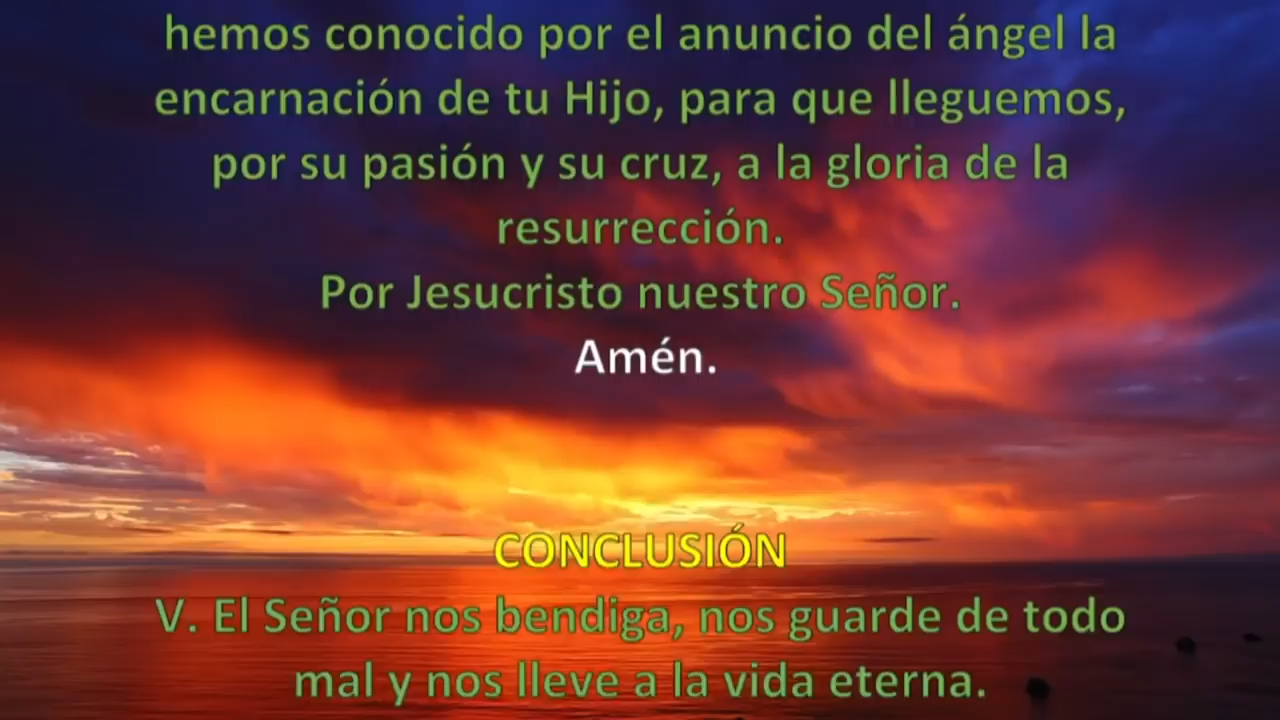 hemos conocido por el anuncio del ángel la
encarnación de tu Hijo, para que lleguemos,
por su pasión y su cruz, a la gloria de la
resurrección.
Por Jesucristo nuestro Señor.
Amén.
CONCLUSIÓN
V. El Señor nos bendiga, nos guarde de todo
mal y nos lleve a la vida eterna.